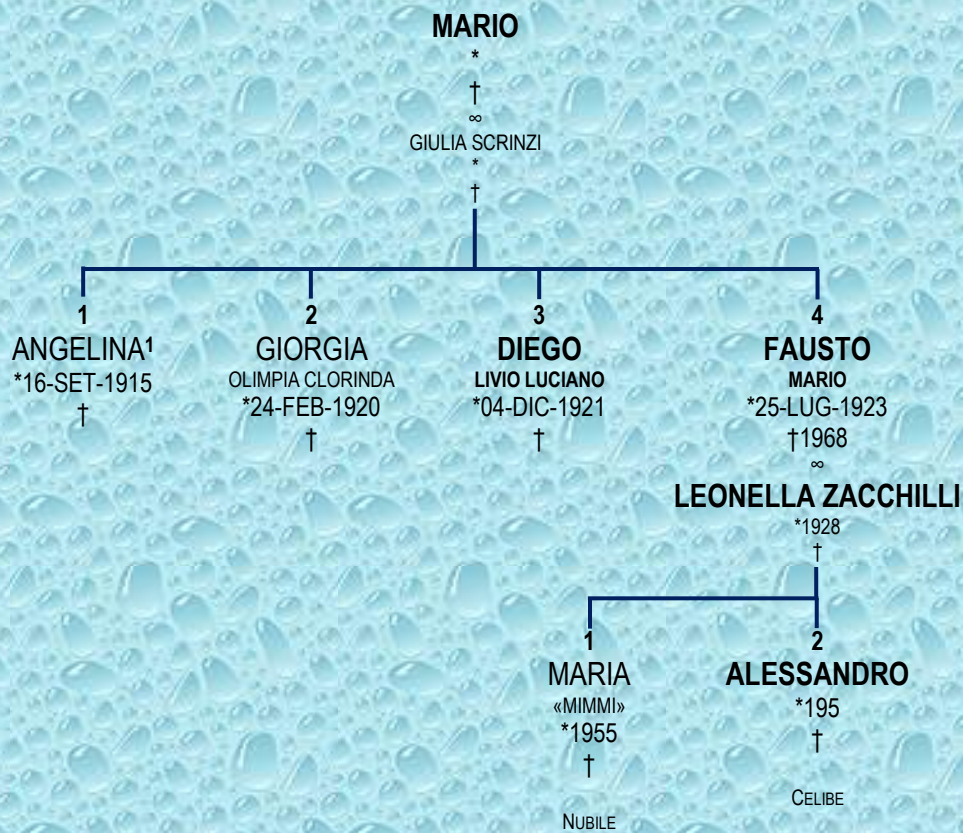 MARIO
*
†
∞
GIULIA SCRINZI
*
†
1
ANGELINA¹
*16-SET-1915
†
2
GIORGIA
OLIMPIA CLORINDA
*24-FEB-1920
†
3
DIEGO
LIVIO LUCIANO
*04-DIC-1921
†
4
FAUSTO
MARIO
*25-LUG-1923
†1968
∞
LEONELLA ZACCHILLI
*1928
†
1
MARIA
«MIMMI»
*1955
†
NUBILE
2
ALESSANDRO
*195
†
CELIBE